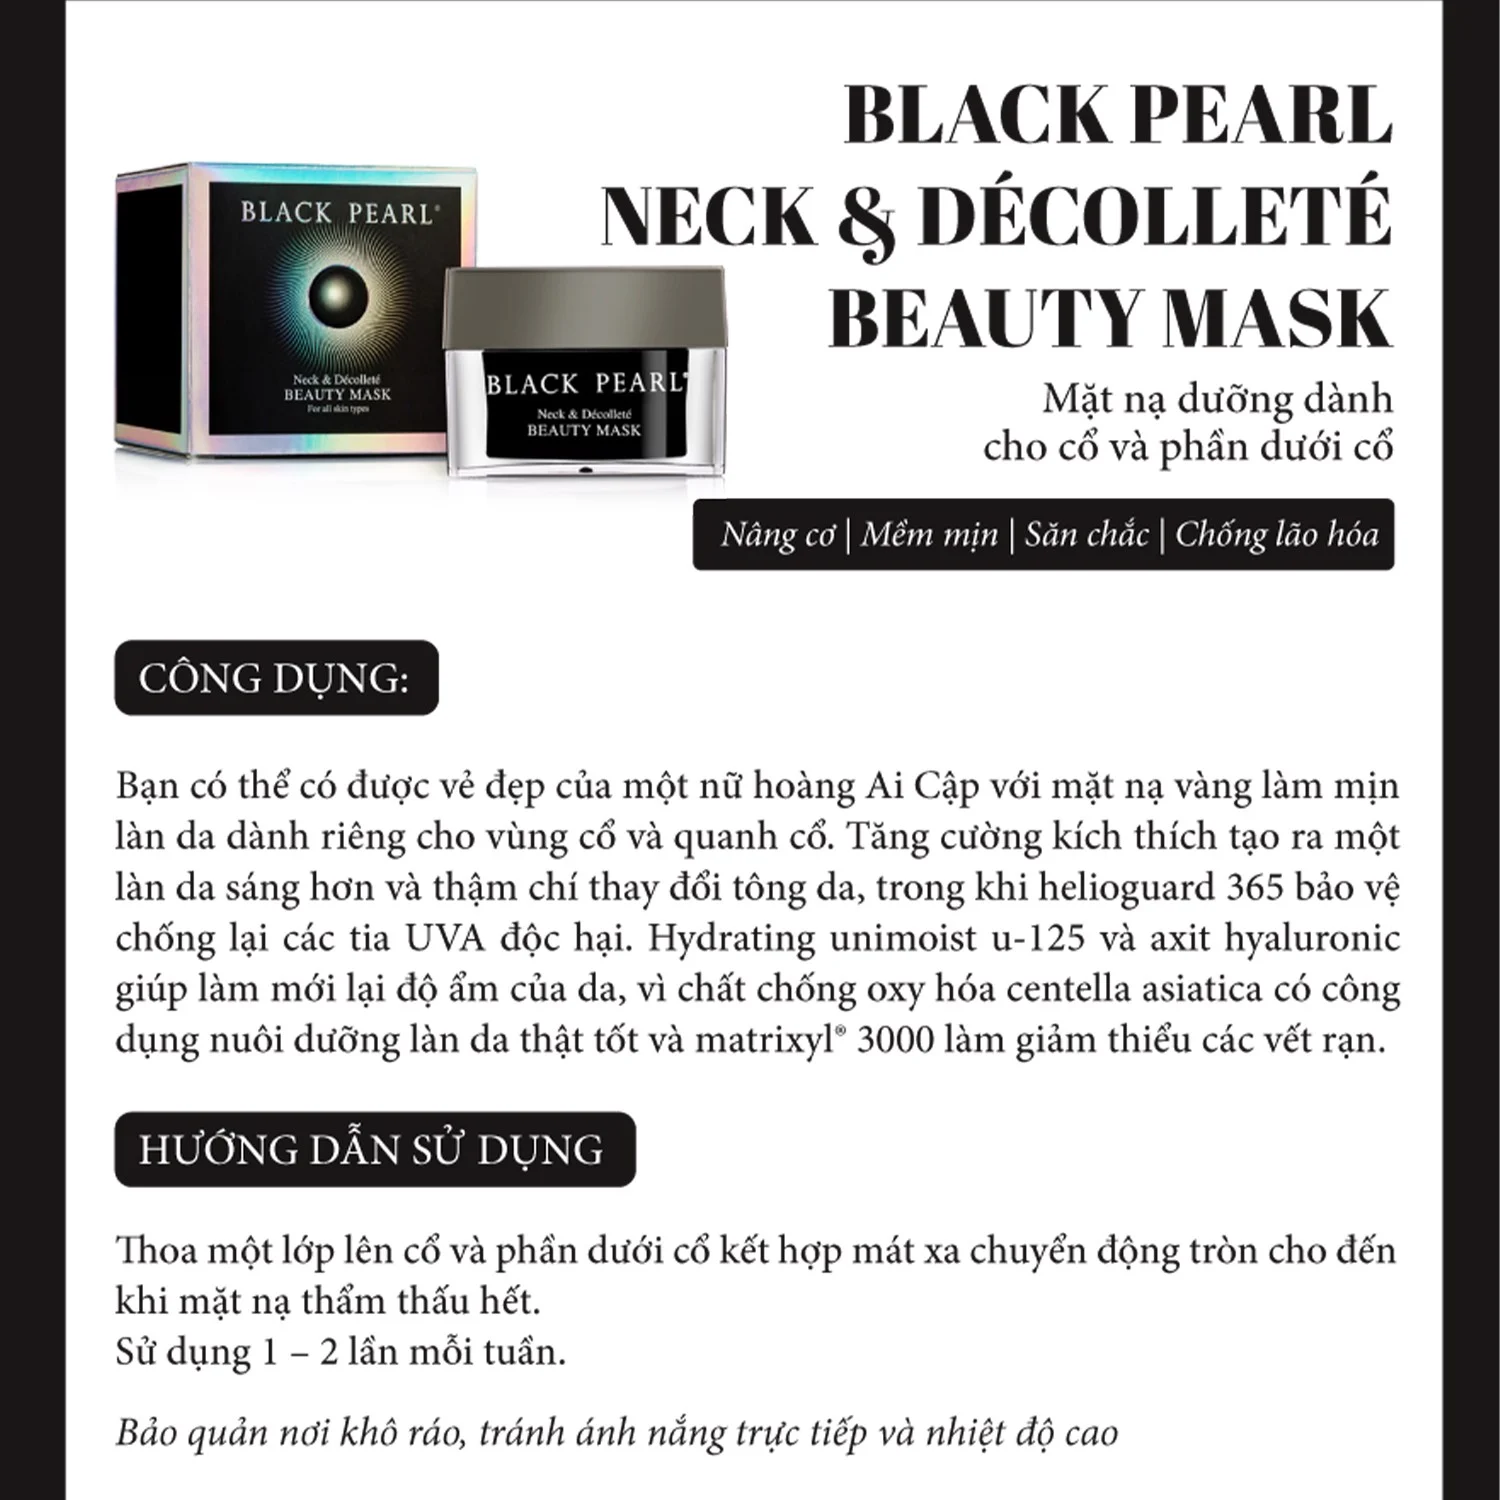 BLACK PEARL
NECK & DÉCOLLETÉ
BEAUTY MASK
Mặt nạ dưỡng dành
cho cổ và phần dưới cổ
Nâng cơ | Mềm mịn | Săn chắc | Chống lão hóa
BLACK PEARL®
Neck & Décolleté
BEAUTY MASK
For all skin types
BLACK PEARL®
Neck & Décolleté
BEAUTY MASK
CÔNG DỤNG:
Bạn có thể có được vẻ đẹp của một nữ hoàng Ai Cập với mặt nạ vàng làm mịn
làn da dành riêng cho vùng cổ và quanh cổ. Tăng cường kích thích tạo ra một
làn da sáng hơn và thậm chí thay đổi tông da, trong khi helioguard 365 bảo vệ
chống lại các tia UVA độc hại. Hydrating unimoist u-125 và axit hyaluronic
giúp làm mới lại độ ẩm của da, vì chất chống oxy hóa centella asiatica có công
dụng nuôi dưỡng làn da thật tốt và matrixyl® 3000 làm giảm thiểu các vết rạn.
HƯỚNG DẪN SỬ DỤNG
Thoa một lớp lên cổ và phần dưới cổ kết hợp mát xa chuyển động tròn cho đến
khi mặt nạ thẩm thấu hết.
Sử dụng 1 – 2 lần mỗi tuần.
Bảo quản nơi khô ráo, tránh ánh nắng trực tiếp và nhiệt độ cao